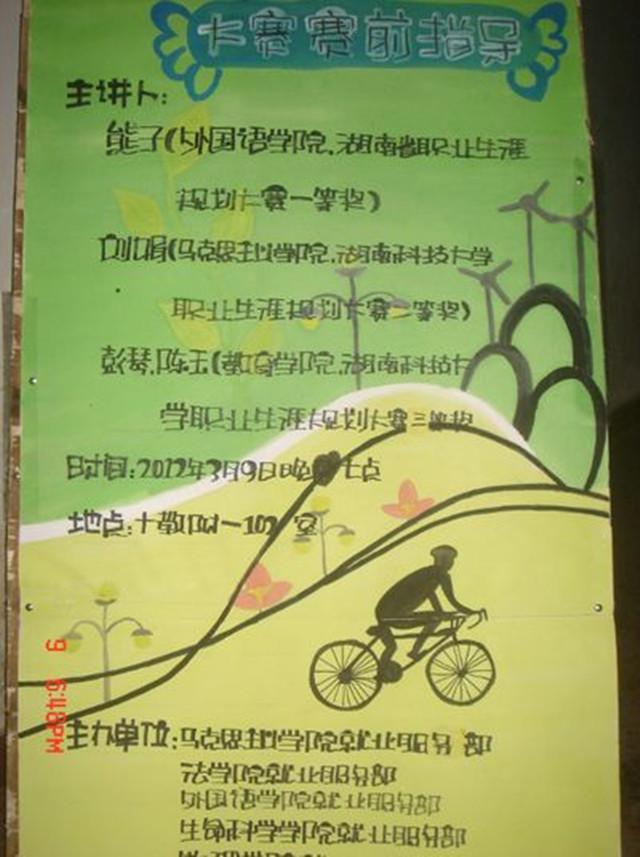 大赛赛前指导
主讲人:
熊子(外国语学院.湖南省职业生涯
规划大赛一等奖)
刘娟(马克思主义学院.湖南科技大学
职业生涯规划大赛二等奖)
彭琴.陈玉(教育学院.湖南科技大
学职业生涯规划大赛三等奖
时间:2012年3月9日晚 七点
地点:十教 一102 室
9 6:48PM
主办单位:马克思主义学院就业服务 部
法学院就业服务部
外国语学院就业服务部
生命科学学院就业服务部